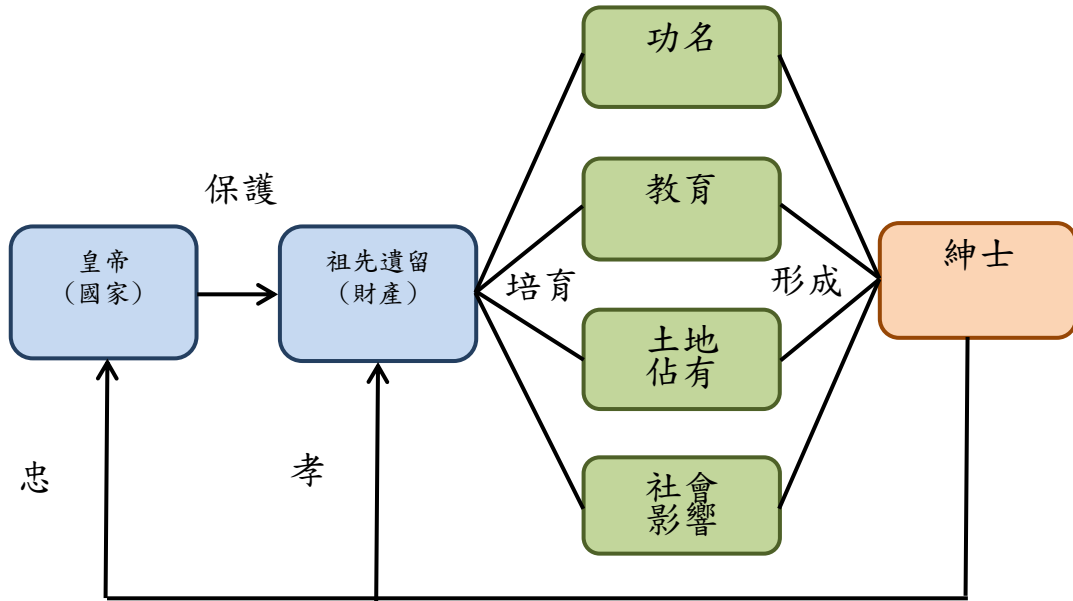 功名
保護
教育
皇帝
（國家）
祖先遺留
（財產）
培育
形成
紳士
土地
佔有
忠
孝
社會
影響